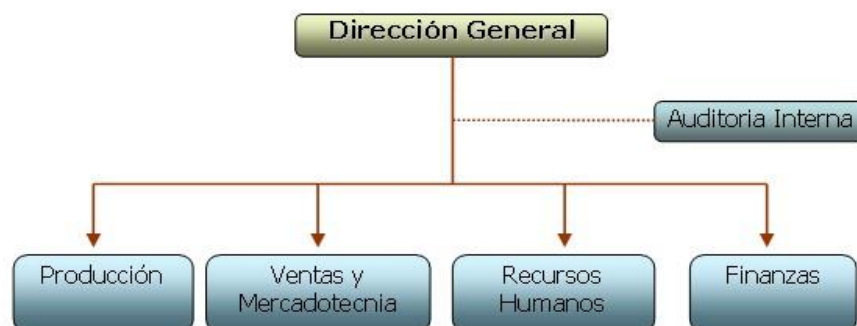 Dirección General
Auditoria Interna
Producción
Ventas y
Mercadotecnia
Recursos
Humanos
Finanzas